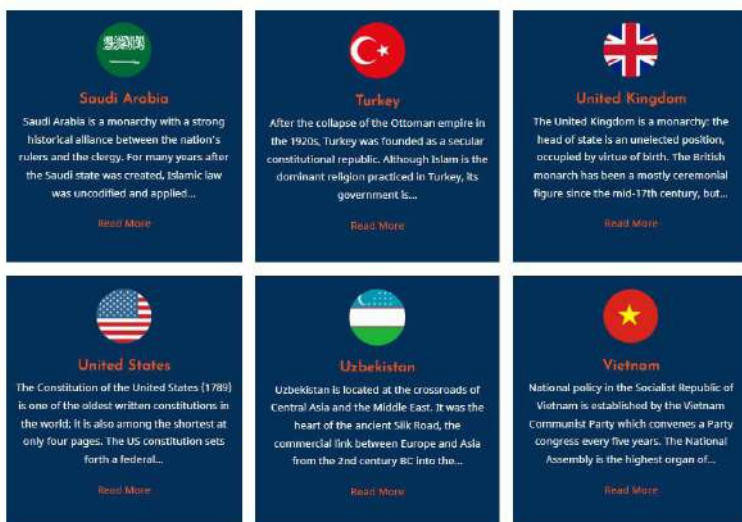 Saudi Arabia
Saudi Arabia is a monarchy with a strong
historical alliance between the nation's
rulers and the clergy. For many years after
the Saudi state was created, Islamic law
was uncodified and applied...
Read More
Turkey
After the collapse of the Ottoman empire in
the 1920s, Turkey was founded as a secular
constitutional republic. Although Islam is the
dominant religion practiced in Turkey, its
government is...
Read More
United Kingdom
The United Kingdom is a monarchy: the
head of state is an unelected position,
occupied by virtue of birth. The British
monarch has been a mostly ceremonial
figure since the mid-17th century, but...
Read More
United States
The Constitution of the United States (1789)
is one of the oldest written constitutions in
the world; it is also among the shortest at
only four pages. The US constitution sets
forth a federal...
Read More
Uzbekistan
Uzbekistan is located at the crossroads of
Central Asia and the Middle East. It was the
heart of the ancient Silk Road, the
commercial link between Europe and Asia
from the 2nd century BC into the...
Read More
Vietnam
National policy in the Socialist Republic of
Vietnam is established by the Vietnam
Communist Party which convenes a Party
congress every five years. The National
Assembly is the highest organ of...
Read More